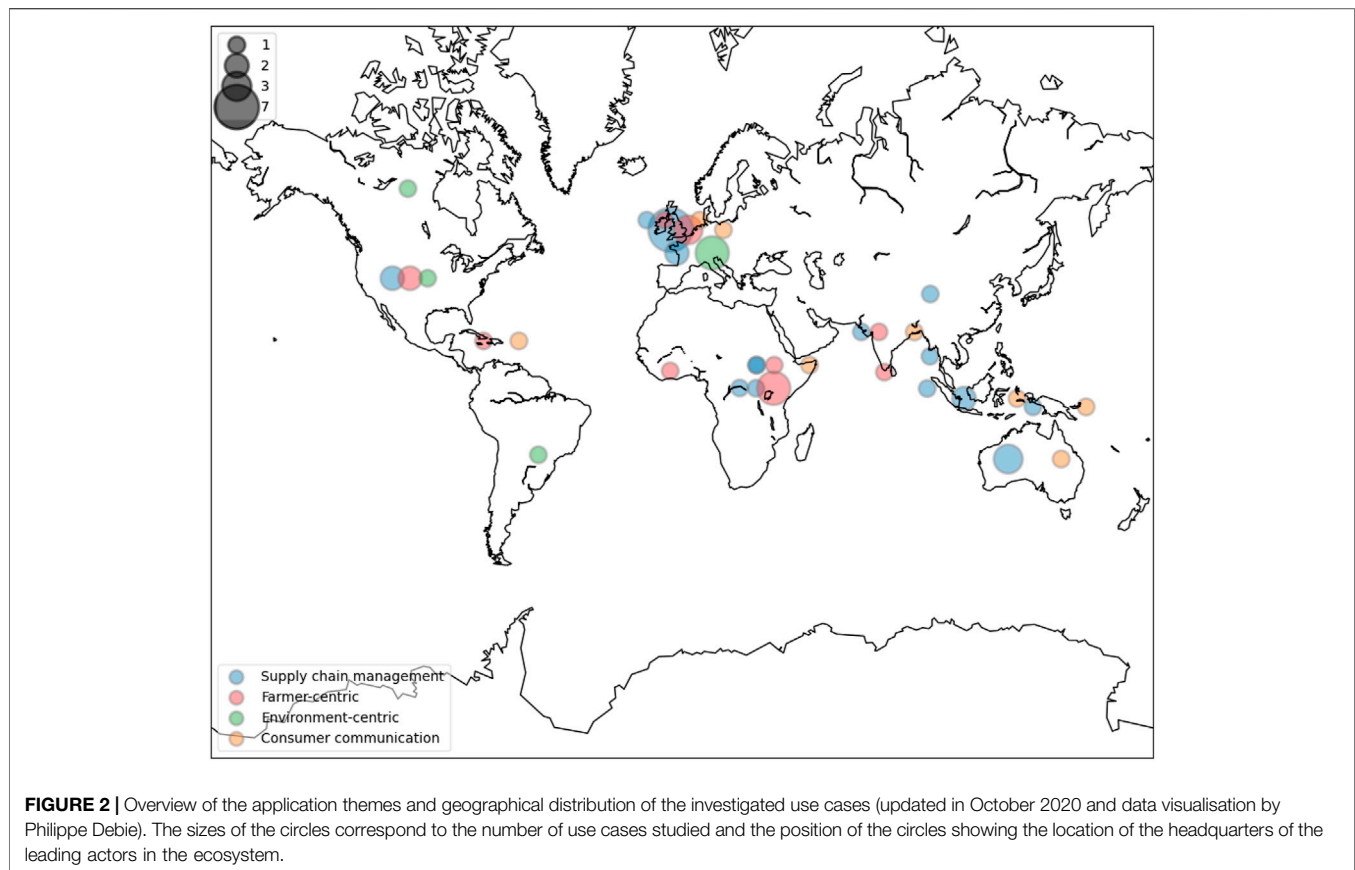 1
2
3
7
Supply chain management
Farmer-centric
Environment-centric
Consumer communication
FIGURE 2 | Overview of the application themes and geographical distribution of the investigated use cases (updated in October 2020 and data visualisation by
Philippe Debie). The sizes of the circles correspond to the number of use cases studied and the position of the circles showing the location of the headquarters of the
leading actors in the ecosystem.